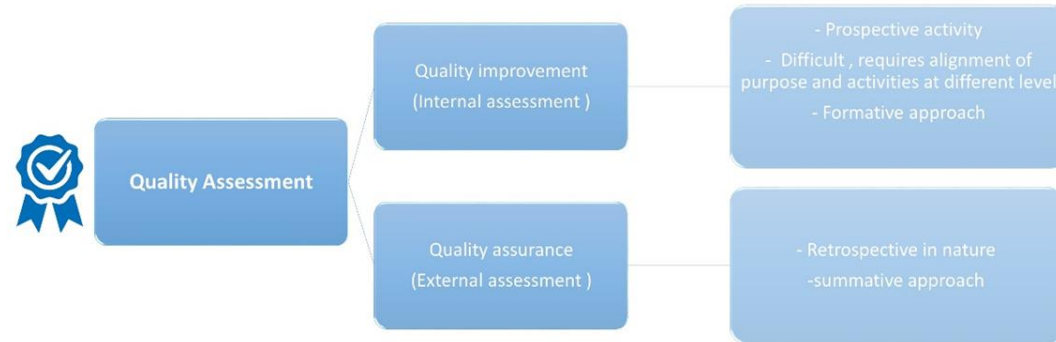 Quality Assessment
Quality improvement
(Internal assessment )
- Prospective activity
- Difficult , requires alignment of
purpose and activities at different level
- Formative approach
Quality assurance
(External assessment )
- Retrospective in nature
-summative approach